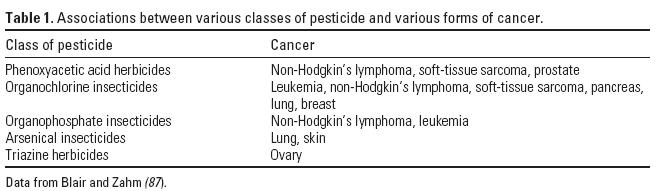 Table 1. Associations between various classes of pesticide and various forms of cancer.
Class of pesticide Cancer
Phenoxyacetic acid herbicides Non-Hodgkin's lymphoma, soft-tissue sarcoma, prostate
Organochlorine insecticides Leukemia, non-Hodgkin's lymphoma, soft-tissue sarcoma, pancreas,
lung, breast
Organophosphate insecticides Non-Hodgkin's lymphoma, leukemia
Arsenical insecticides Lung, skin
Triazine herbicides Ovary
Data from Blair and Zahm (87).